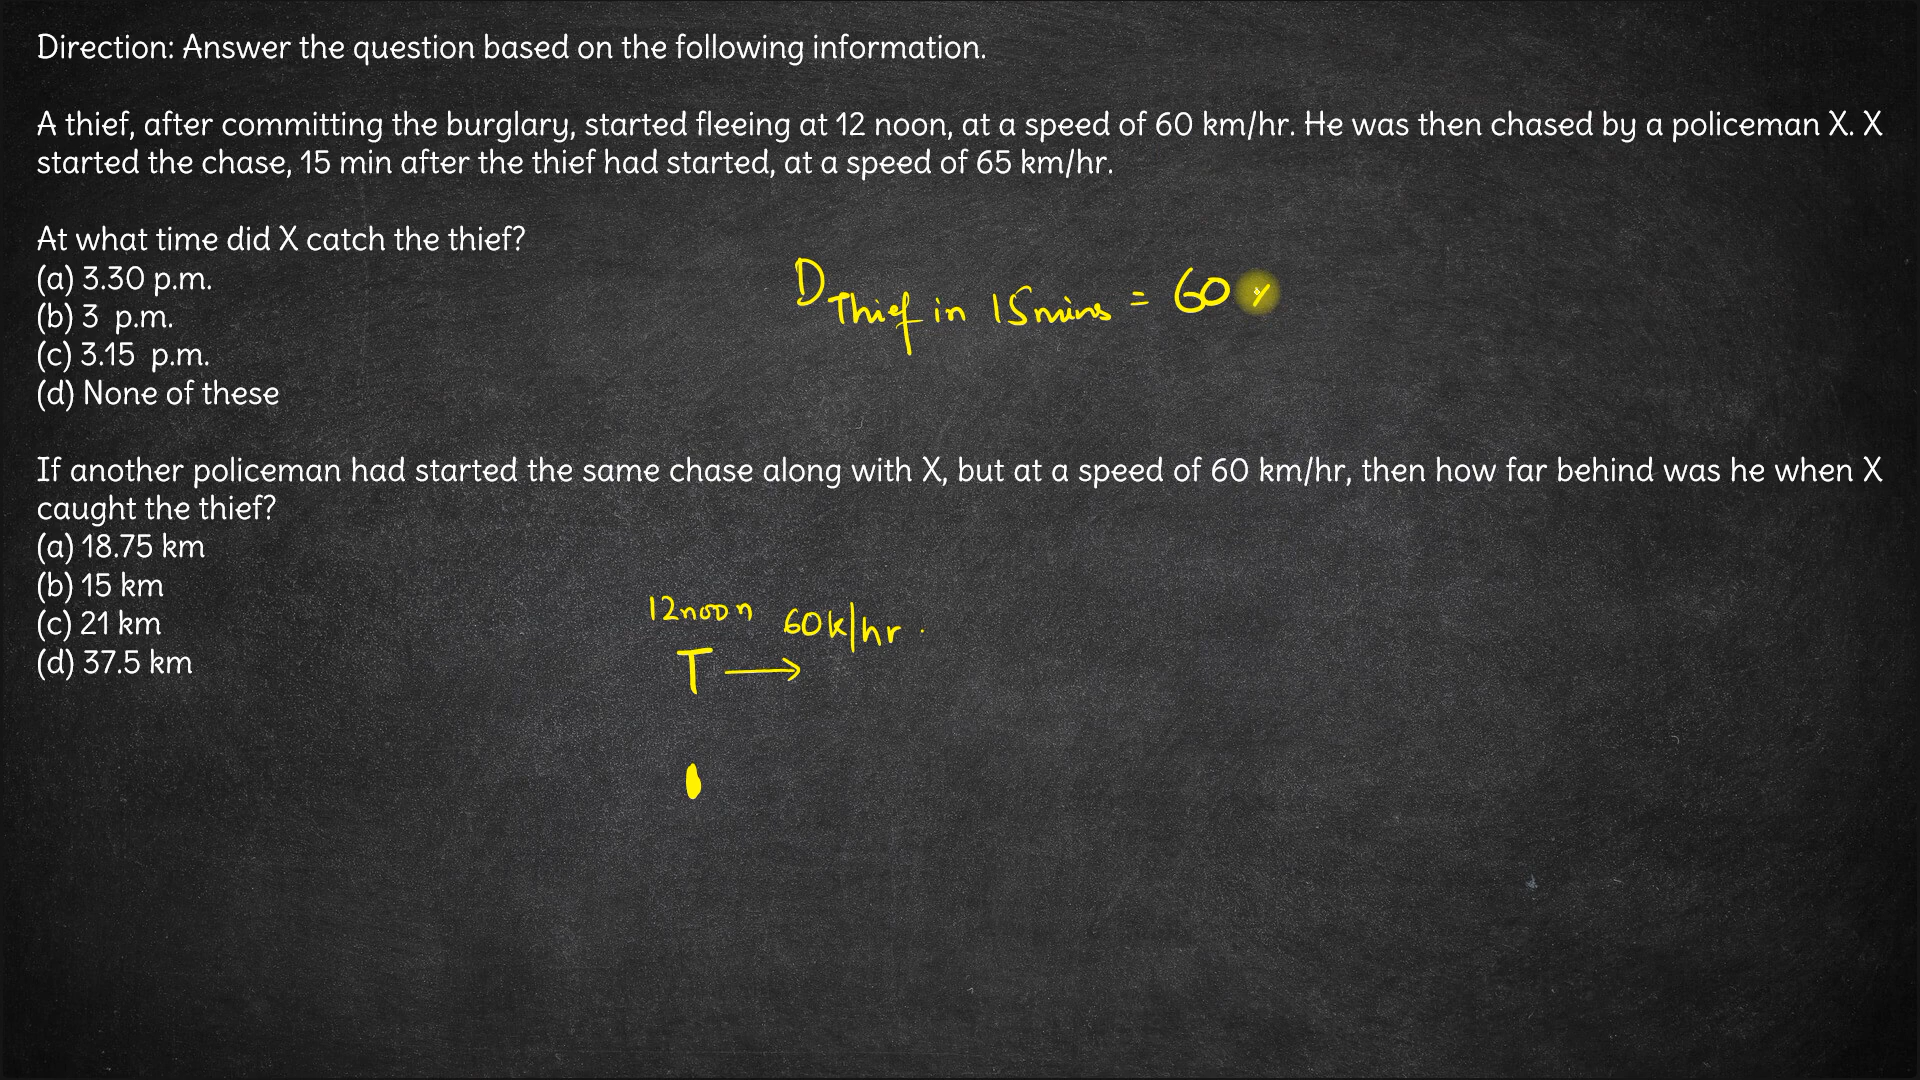 Direction: Answer the question based on the following information.
A thief, after committing the burglary, started fleeing at 12 noon, at a speed of 60 km/hr. He was then chased by a policeman X. X
started the chase, 15 min after the thief had started, at a speed of 65 km/hr.
At what time did X catch the thief?
(a) 3.30 p.m.
(b) 3 p.m.
(c) 3.15 p.m.
(d) None of these
D Thief in 15 mins = 60 ×
If another policeman had started the same chase along with X, but at a speed of 60 km/hr, then how far behind was he when X
caught the thief?
(a) 18.75 km
(b) 15 km
(c) 21 km
(d) 37.5 km
12 noon 60k/hr.
T →